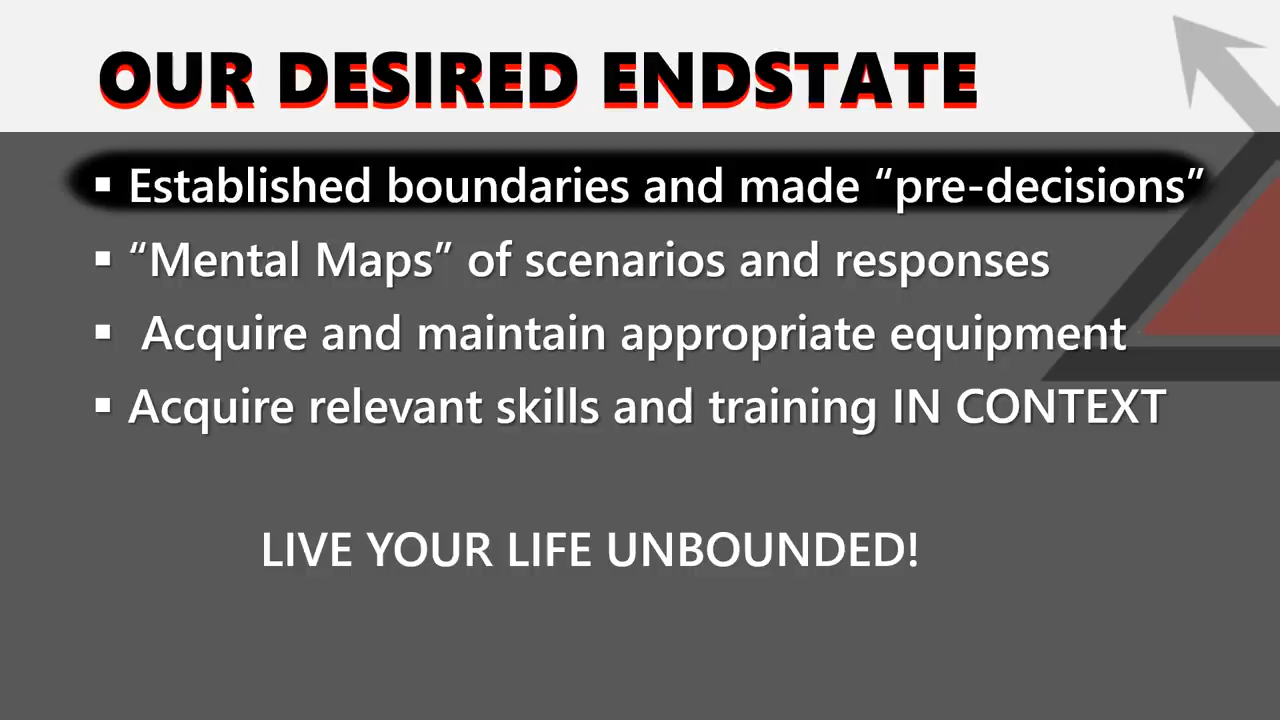 OUR DESIRED ENDSTATE
▪ Established boundaries and made “pre-decisions”
▪ “Mental Maps” of scenarios and responses
▪ Acquire and maintain appropriate equipment
▪ Acquire relevant skills and training IN CONTEXT
LIVE YOUR LIFE UNBOUNDED!